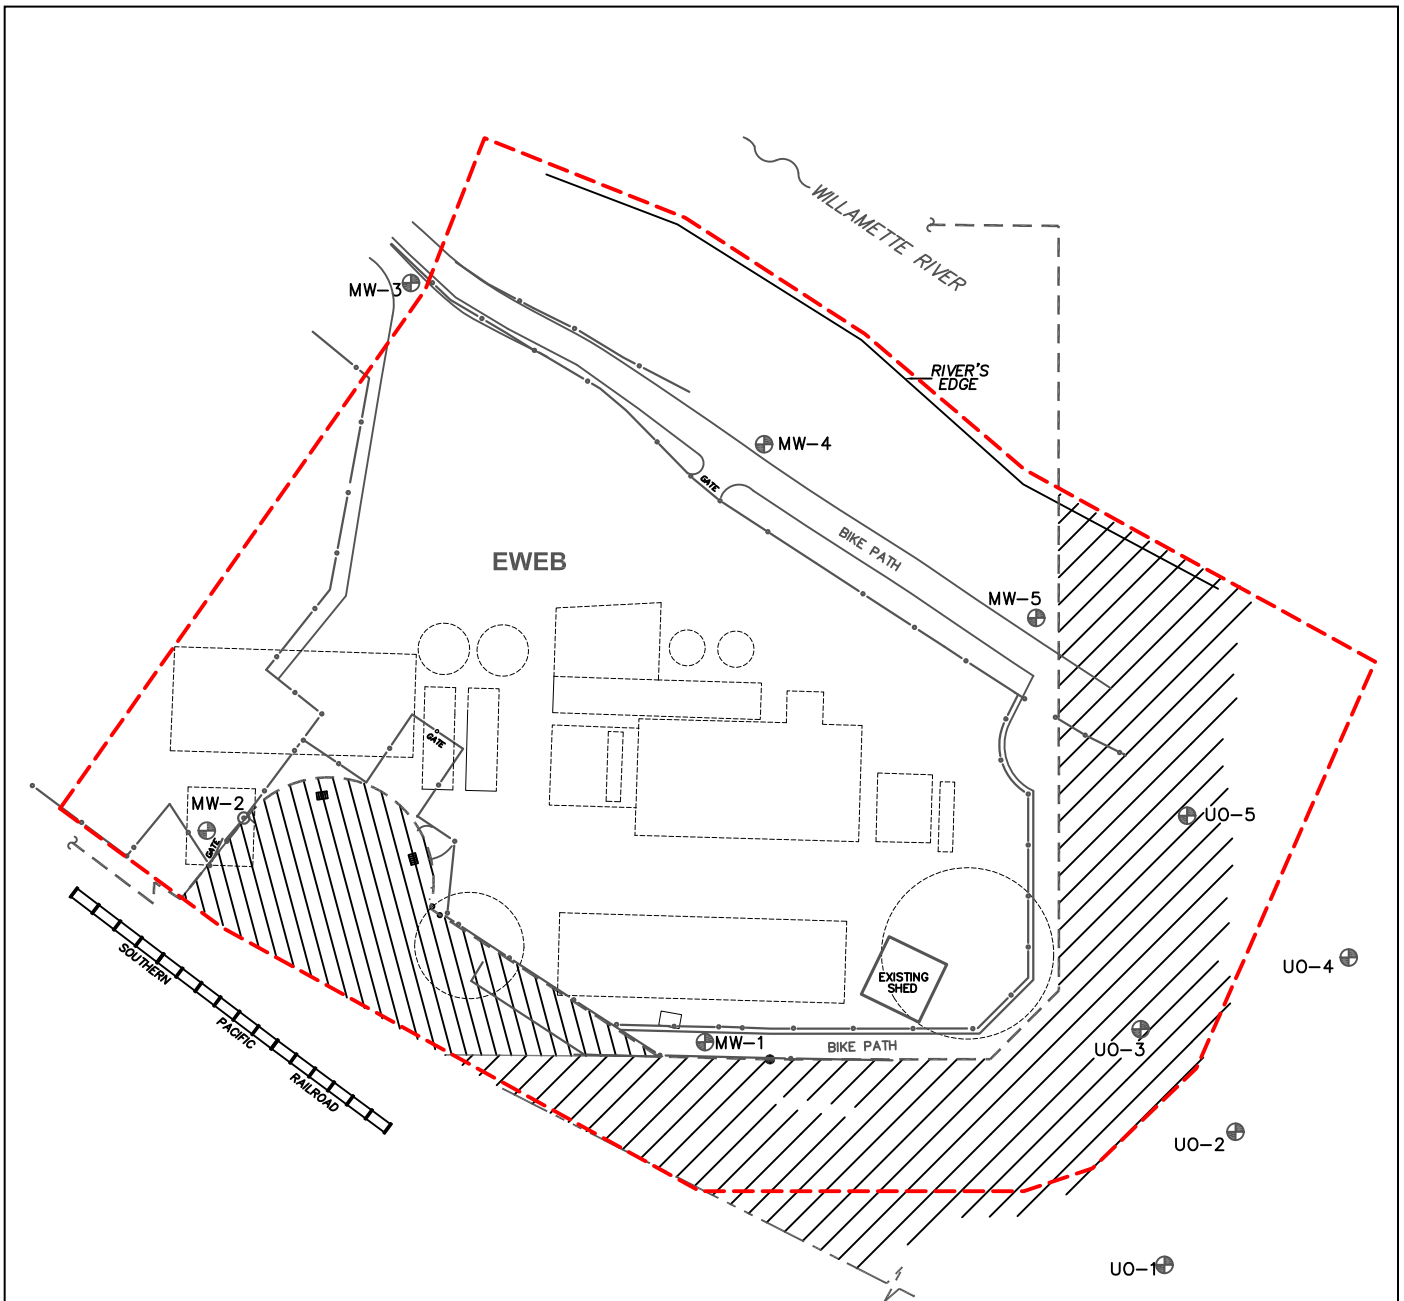 WILLAMETTE RIVER
MW-3
RIVER'S
EDGE
MW-4
GATE
BIKE PATH
EWEB
MW-5
GATE
MW-2
GATE
UO-5
EXISTING
SHED
UO-4
SOUTHERN
PACIFIC
RAILROAD
MW-1
BIKE PATH
UO-3
UO-2
UO-1